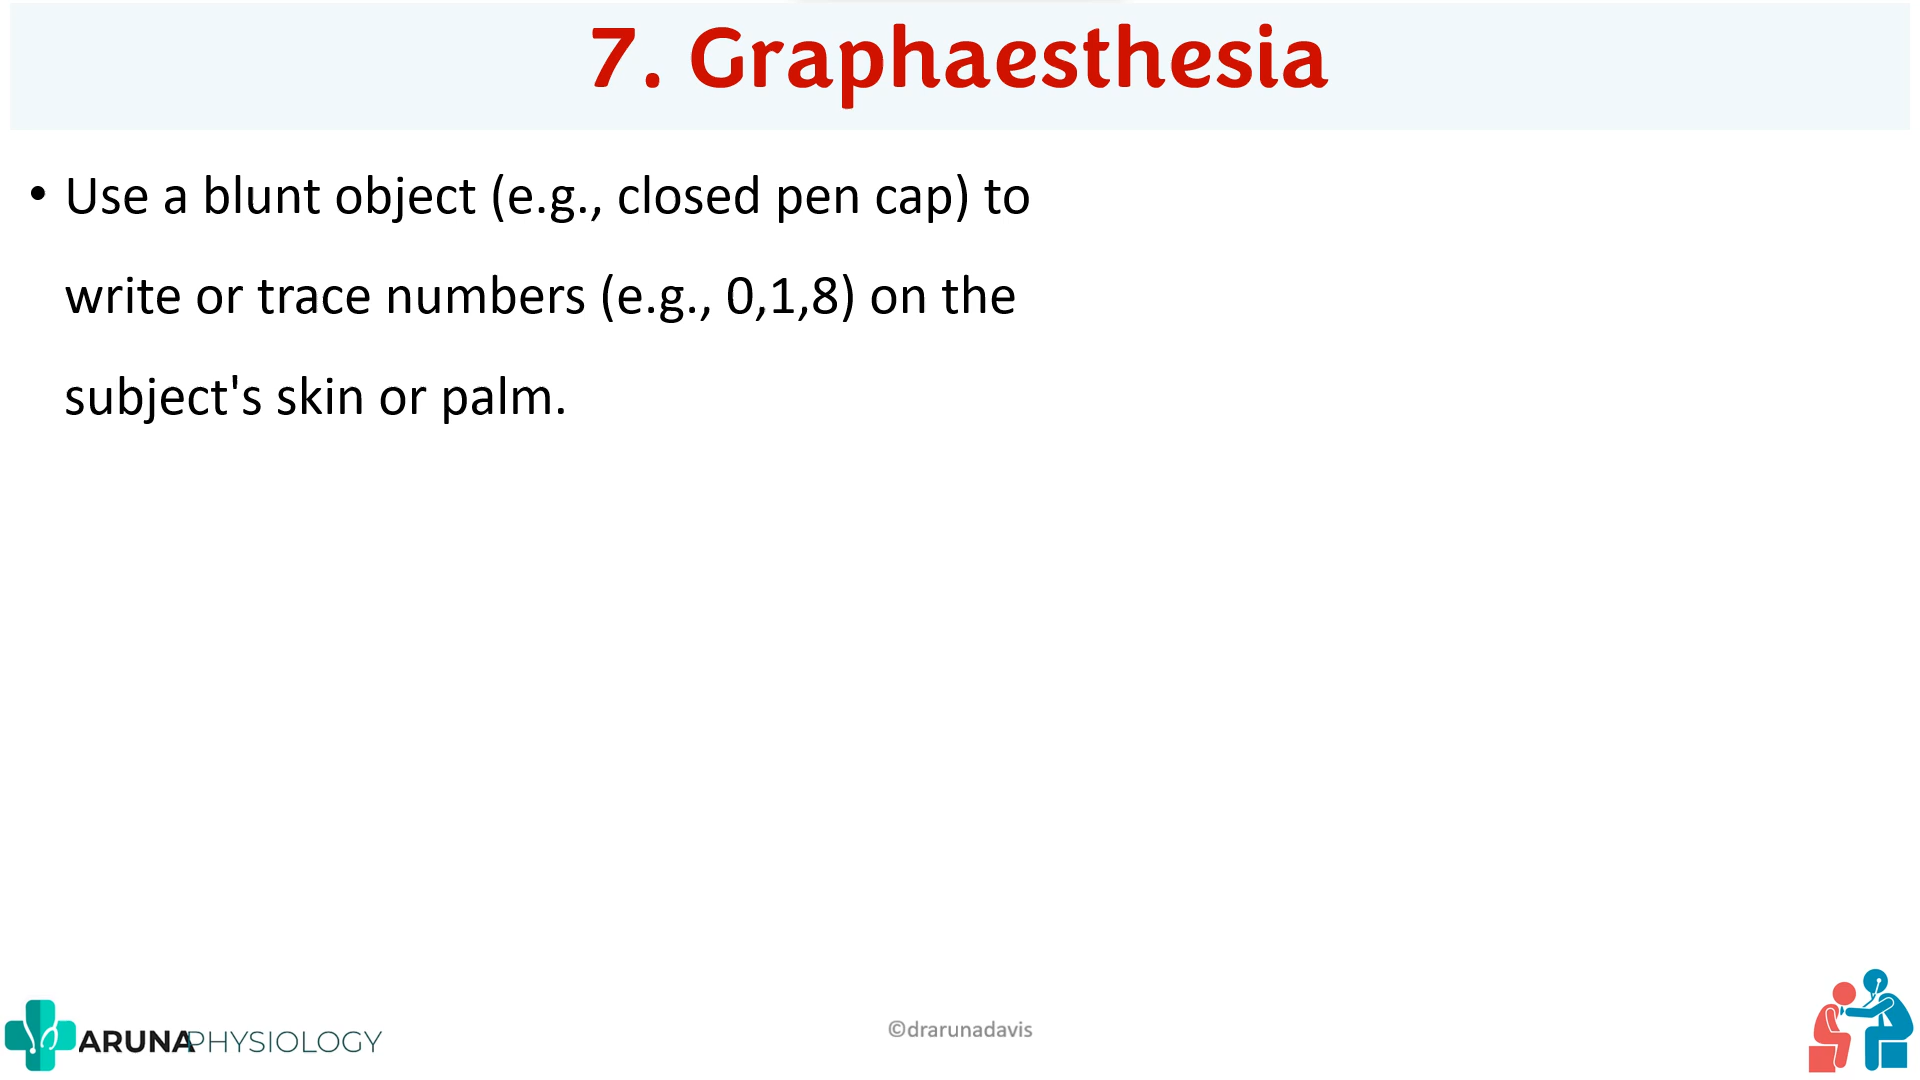 7. Graphaesthesia
• Use a blunt object (e.g., closed pen cap) to
write or trace numbers (e.g., 0,1,8) on the
subject's skin or palm.
ARUNAPHYSIOLOGY
©drarunadavis